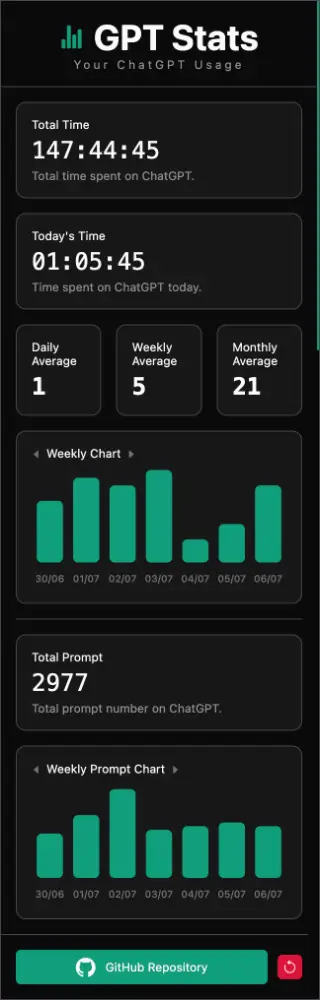 GPT Stats
Your ChatGPT Usage
Total Time
147:44:45
Total time spent on ChatGPT.
Today's Time
01:05:45
Time spent on ChatGPT today.
Daily
Average
1
Weekly
Average
5
Monthly
Average
21
Weekly Chart
30/06 01/07 02/07 03/07 04/07 05/07 06/07
Total Prompt
2977
Total prompt number on ChatGPT.
Weekly Prompt Chart
30/06 01/07 02/07 03/07 04/07 05/07 06/07
GitHub Repository